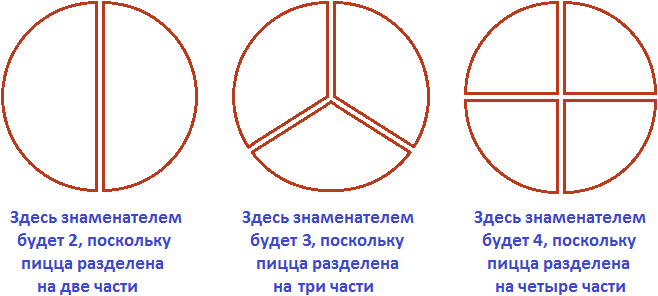 Здесь знаменателем
будет 2, поскольку
пицца разделена
на две части
Здесь знаменателем
будет 3, поскольку
пицца разделена
на три части
Здесь знаменателем
будет 4, поскольку
пицца разделена
на четыре части